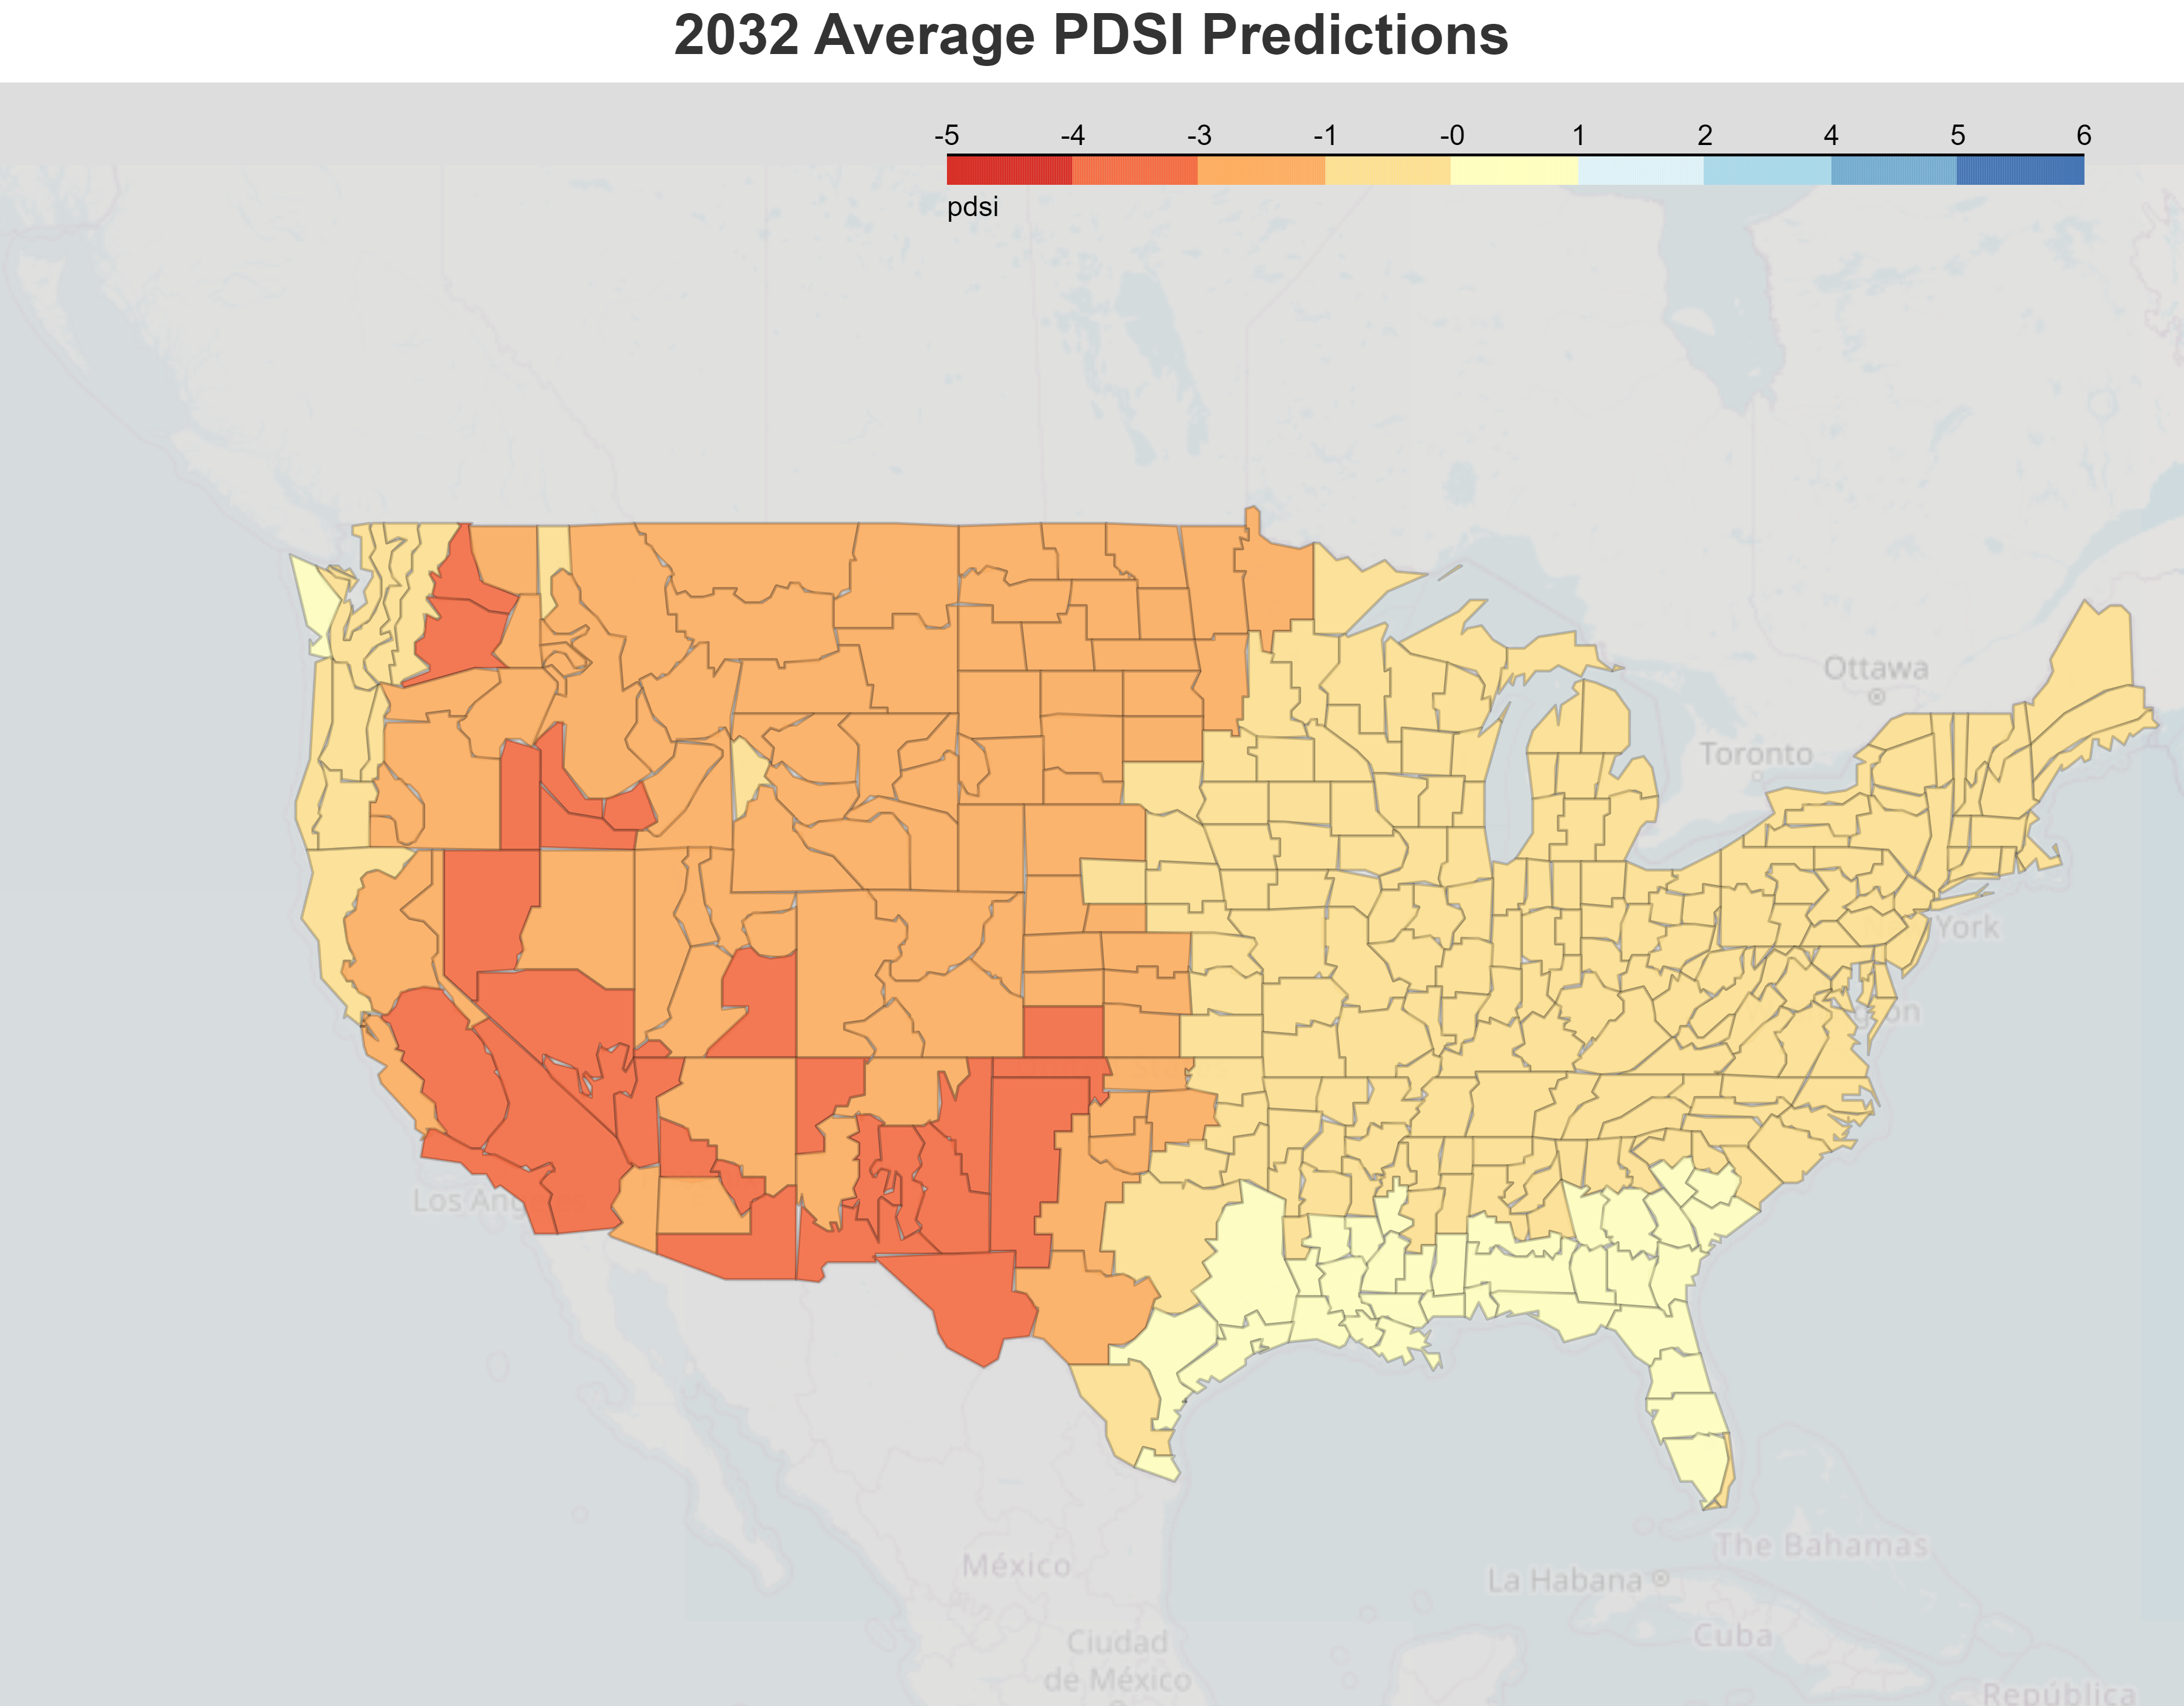 2032 Average PDSI Predictions
-5 -4 -3 -1 -0 1 2 4 5 6
pdsi
Ottawa
Toronto
York
Los Angeles
México
La Habana
The Bahamas
Cuba
Ciudad
de México
República